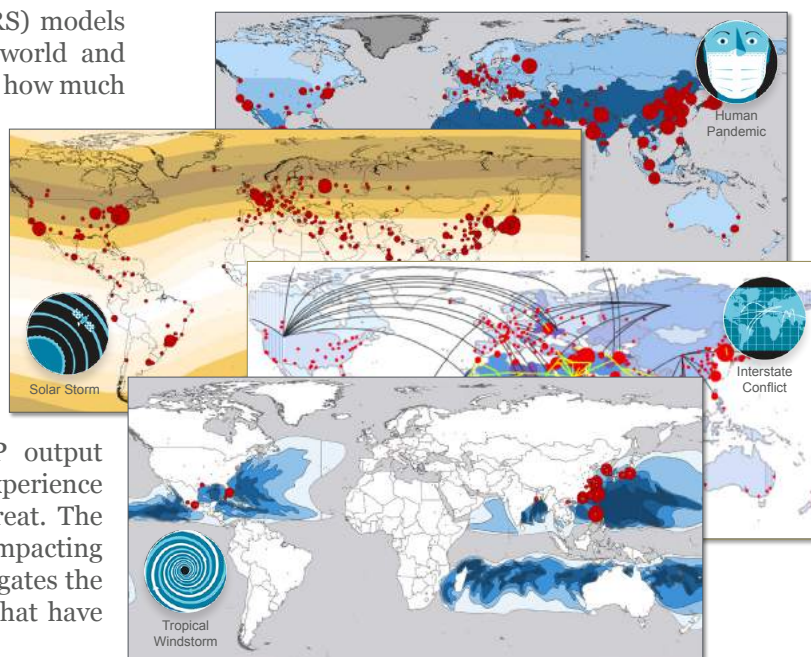 RS) models
world and
how much
Human
Pandemic
Solar Storm
Interstate
Conflict
P output
xperience
reat. The
mpacting
gates the
hat have
Tropical
Windstorm